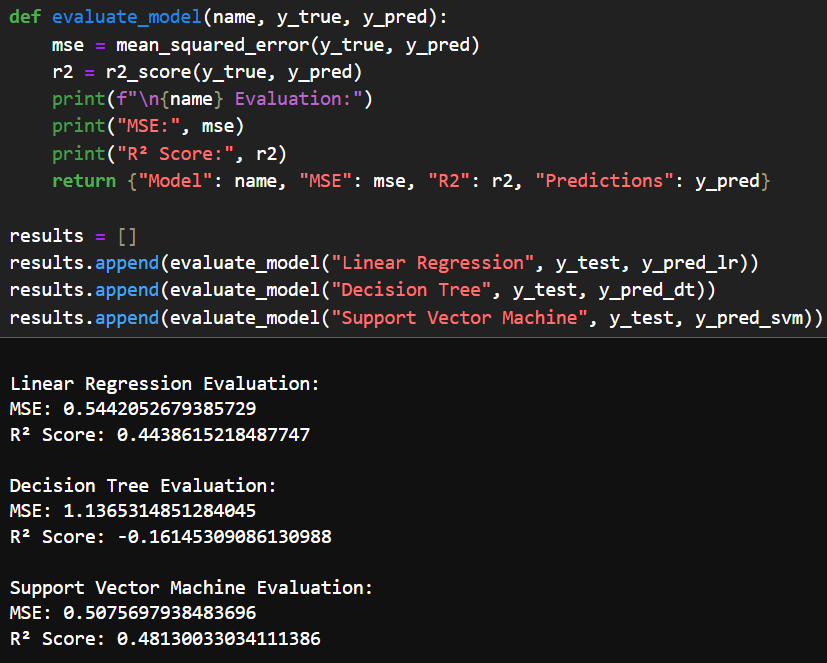 def evaluate_model(name, y_true, y_pred):
    mse = mean_squared_error(y_true, y_pred)
    r2 = r2_score(y_true, y_pred)
    print(f"\n{name} Evaluation:")
    print("MSE:", mse)
    print("R² Score:", r2)
    return {"Model": name, "MSE": mse, "R2": r2, "Predictions": y_pred}

results = []
results.append(evaluate_model("Linear Regression", y_test, y_pred_lr))
results.append(evaluate_model("Decision Tree", y_test, y_pred_dt))
results.append(evaluate_model("Support Vector Machine", y_test, y_pred_svm))

Linear Regression Evaluation:
MSE: 0.5442052679385729
R² Score: 0.4438615218487747

Decision Tree Evaluation:
MSE: 1.1365314851284045
R² Score: -0.16145309086130988

Support Vector Machine Evaluation:
MSE: 0.5075697938483696
R² Score: 0.48130033034111386